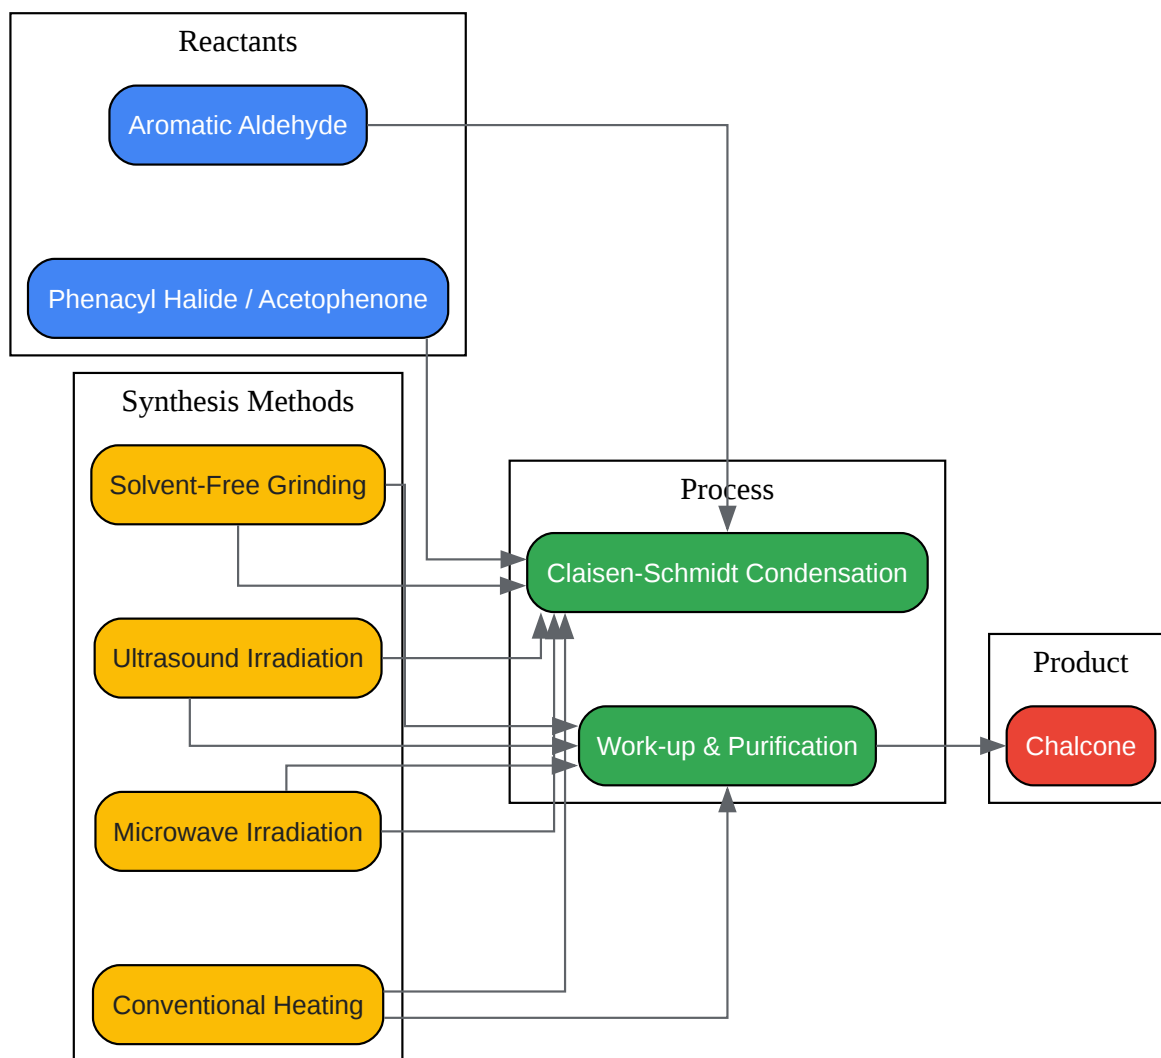 Reactants
Aromatic Aldehyde
Phenacyl Halide / Acetophenone
Synthesis Methods
Solvent-Free Grinding
Ultrasound Irradiation
Microwave Irradiation
Conventional Heating
Process
Claisen-Schmidt Condensation
Work-up & Purification
Product
Chalcone